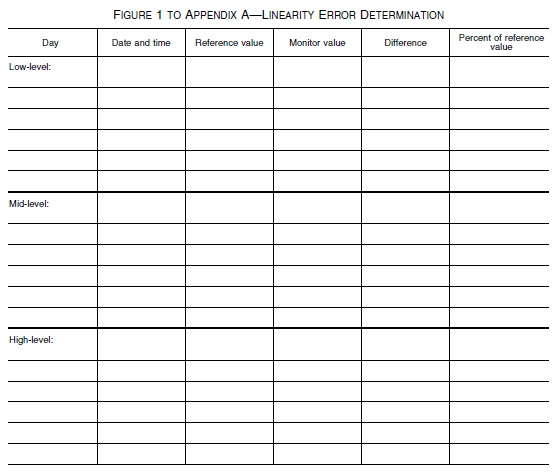 FIGURE 1 TO APPENDIX A—LINEARITY ERROR DETERMINATION
Day
Date and time
Reference value
Monitor value
Difference
Percent of reference
value
Low-level:
Mid-level:
High-level: